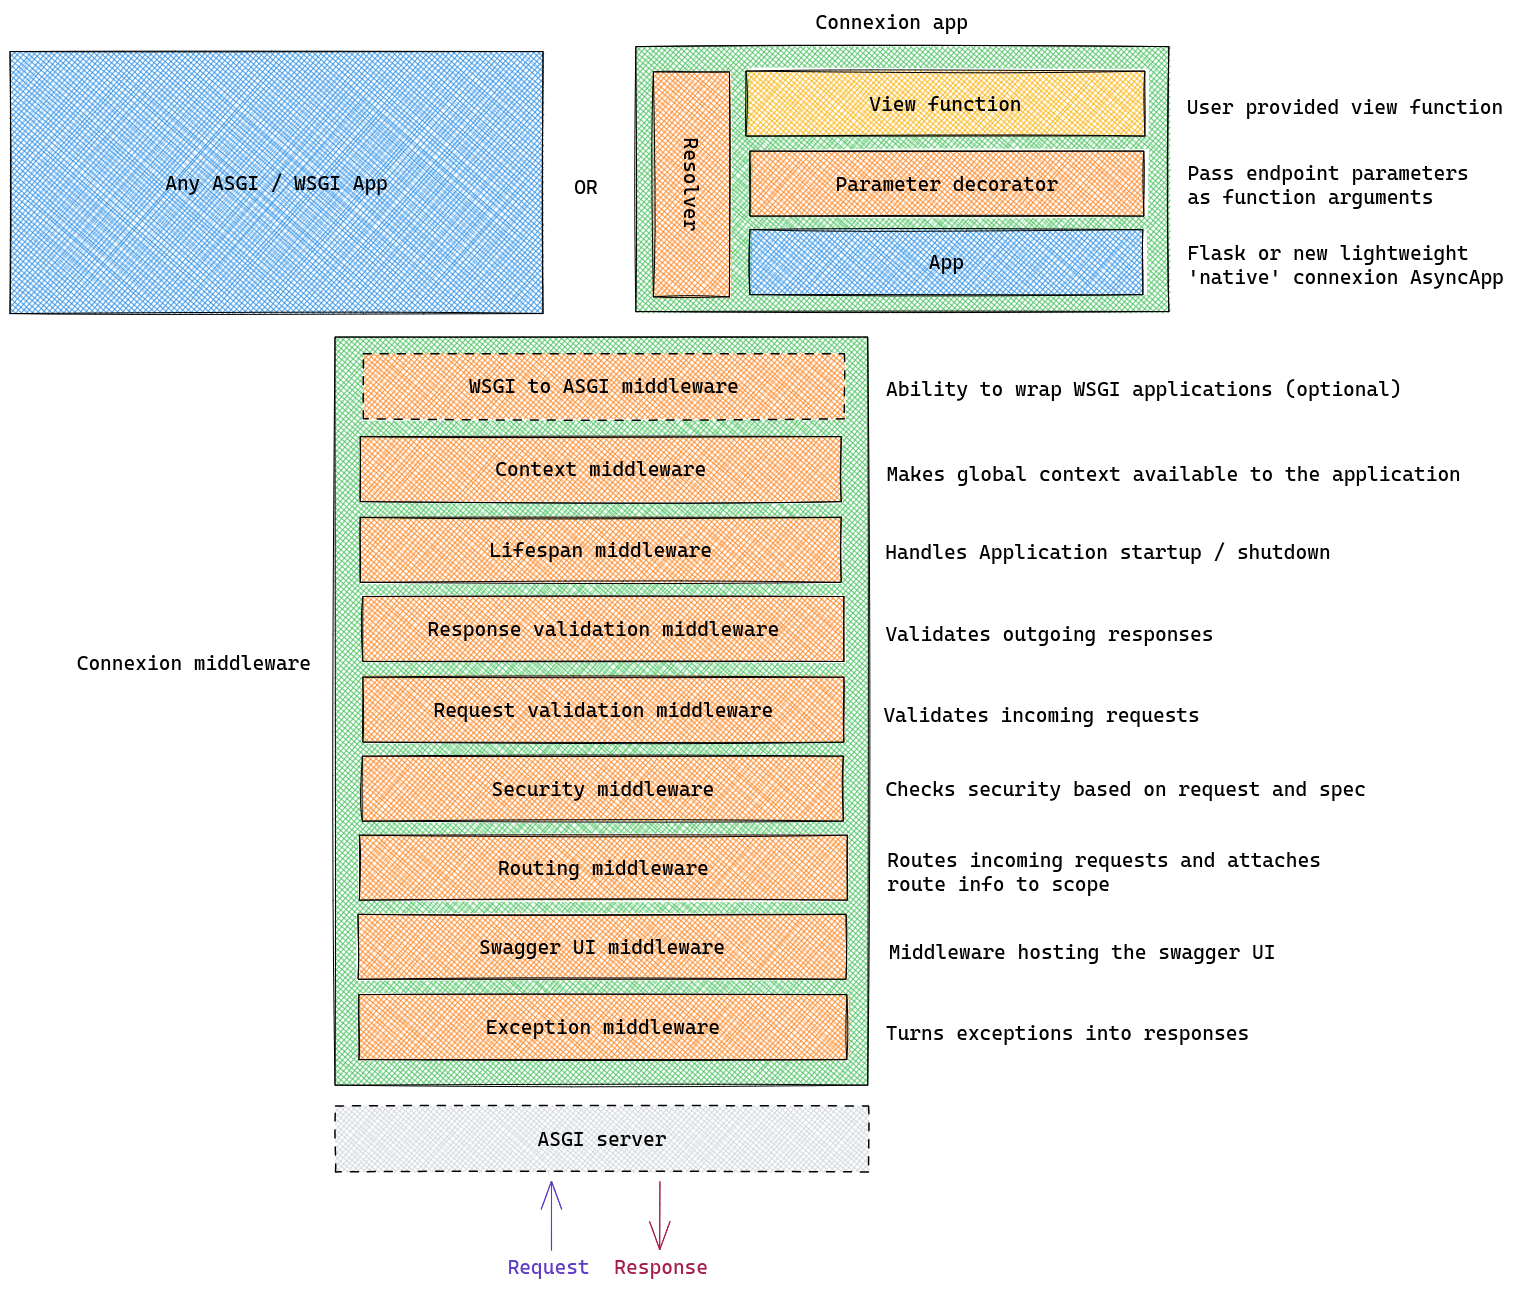 Connexion app
Any ASGI / WSGI App
OR
Resolver
View function
User provided view function
Parameter decorator
Pass endpoint parameters
as function arguments
App
Flask or new lightweight
'native' connexion AsyncApp
Connexion middleware
WSGI to ASGI middleware
Ability to wrap WSGI applications (optional)
Context middleware
Makes global context available to the application
Lifespan middleware
Handles Application startup / shutdown
Response validation middleware
Validates outgoing responses
Request validation middleware
Validates incoming requests
Security middleware
Checks security based on request and spec
Routing middleware
Routes incoming requests and attaches
route info to scope
Swagger UI middleware
Middleware hosting the swagger UI
Exception middleware
Turns exceptions into responses
ASGI server
Request
Response